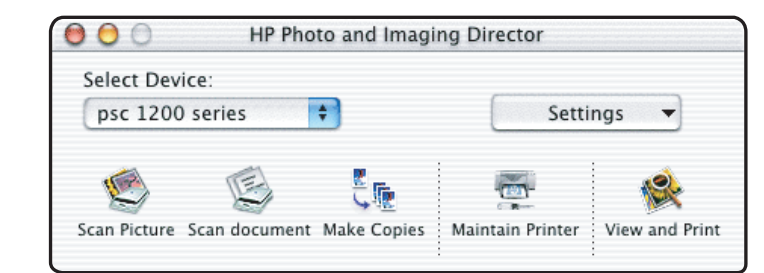 HP Photo and Imaging Director
Select Device:
psc 1200 series
Settings
Scan Picture Scan document Make Copies Maintain Printer View and Print